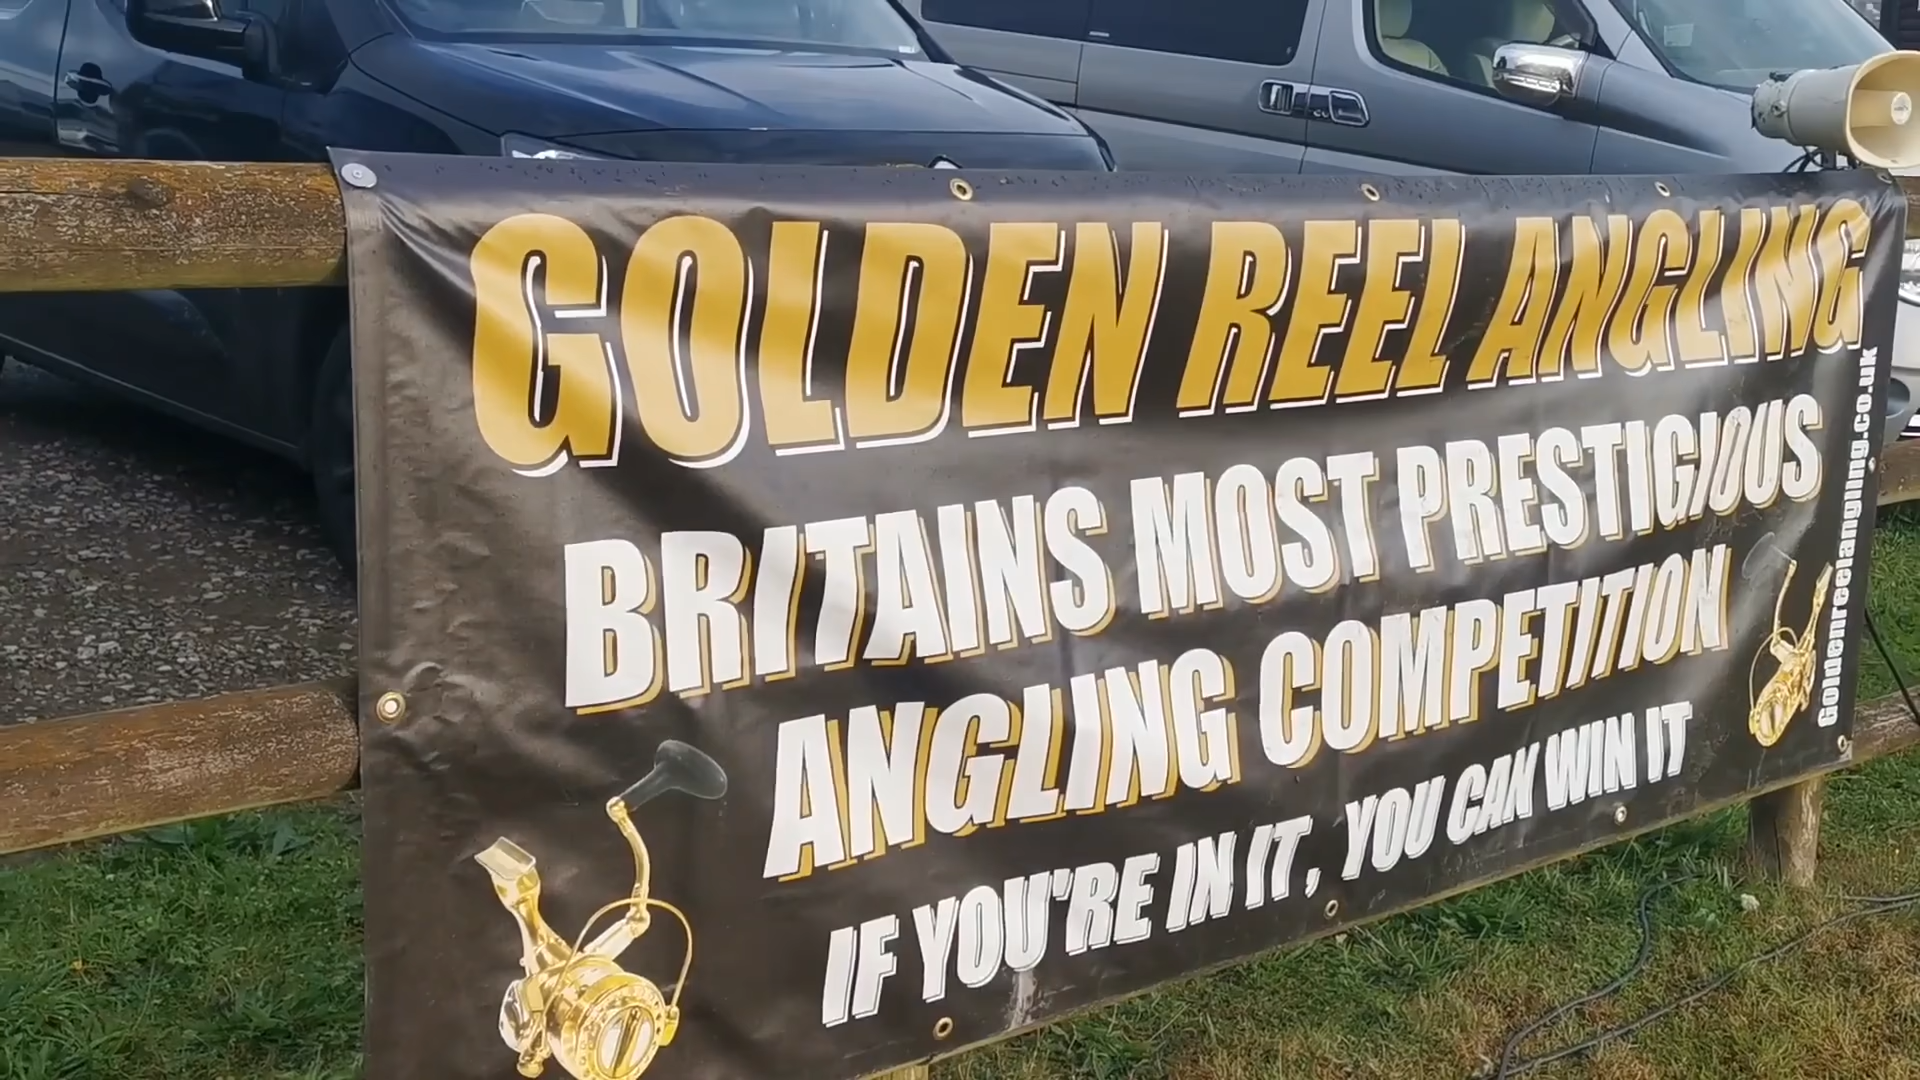 GOLDEN REEL ANGLING
BRITAINS MOST PRESTIGIOUS
ANGLING COMPETITION
IF YOU'RE IN IT, YOU CAN WIN IT
Goldenreelangling.co.uk